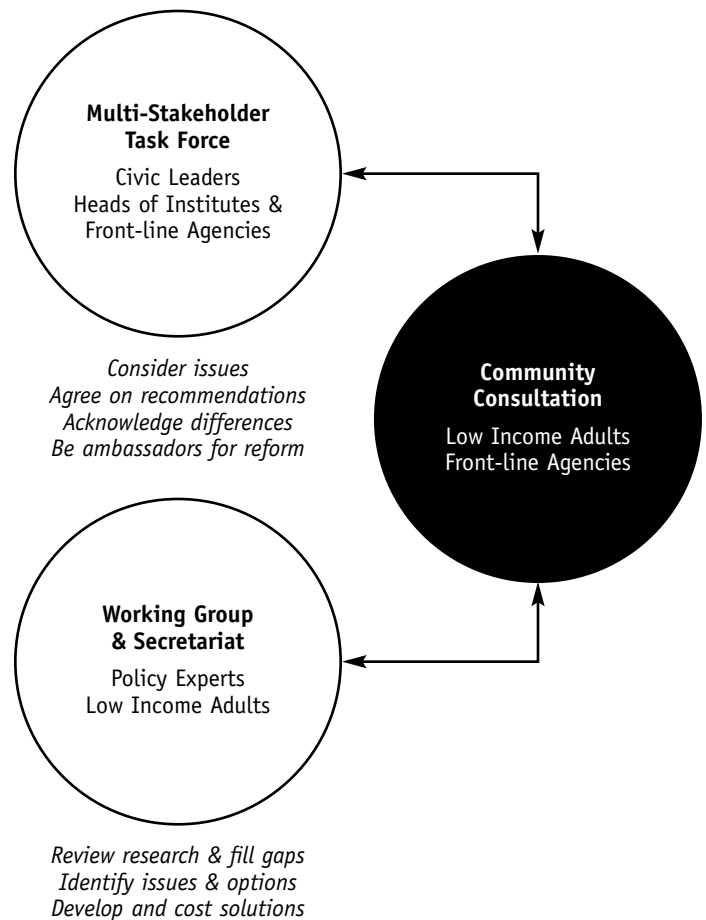 Multi-Stakeholder
Task Force
Civic Leaders
Heads of Institutes &
Front-line Agencies
Consider issues
Agree on recommendations
Acknowledge differences
Be ambassadors for reform
Community
Consultation
Low Income Adults
Front-line Agencies
Working Group
& Secretariat
Policy Experts
Low Income Adults
Review research & fill gaps
Identify issues & options
Develop and cost solutions